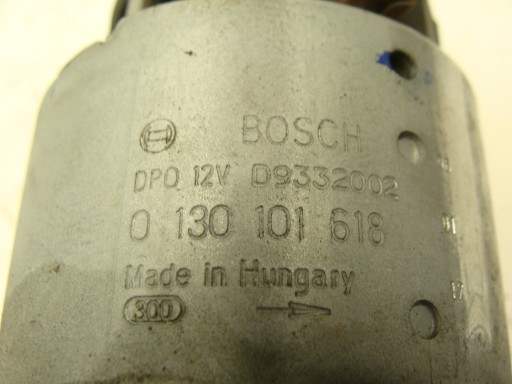 BOSCH
DPO 12V D9332002
0 130 101 618
Made in Hungary
300